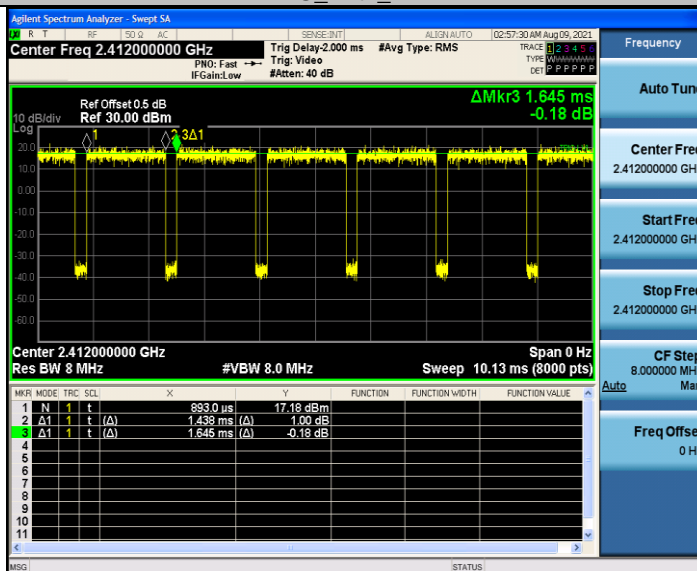 Agilent Spectrum Analyzer - Swept SA
LXI R T RF 50 Ω AC SENSE:INT ALIGN AUTO 02:57:30 AM Aug 09, 2021
Center Freq 2.412000000 GHz Trig Delay-2.000 ms #Avg Type: RMS TRACE 1 2 3 4 5 6
PNO: Fast Trig: Video TYPE W
IFGain:Low #Atten: 40 dB DET P P P P P P
Frequency
Ref Offset 0.5 dB ΔMkr3 1.645 ms
10 dB/div Ref 30.00 dBm -0.18 dB
Log
1 2 3Δ1
20.0
10.0
0.00
-10.0
-20.0
-30.0
-40.0
-50.0
-60.0
Center 2.412000000 GHz Span 0 Hz
Res BW 8 MHz #VBW 8.0 MHz Sweep 10.13 ms (8000 pts)
MKR MODE TRC SCL X Y FUNCTION FUNCTION WIDTH FUNCTION VALUE
1 N 1 t 893.0 us 17.18 dBm
2 Δ1 1 t (Δ) 1.438 ms (Δ) 1.00 dB
3 Δ1 1 t (Δ) 1.645 ms (Δ) -0.18 dB
4
5
6
7
8
9
10
11
MSG STATUS
Auto Tun
Center Fre
2.412000000 GH
Start Fre
2.412000000 GH
Stop Fre
2.412000000 GH
CF Step
8.000000 MH
Auto Ma
Freq Offse
0 H